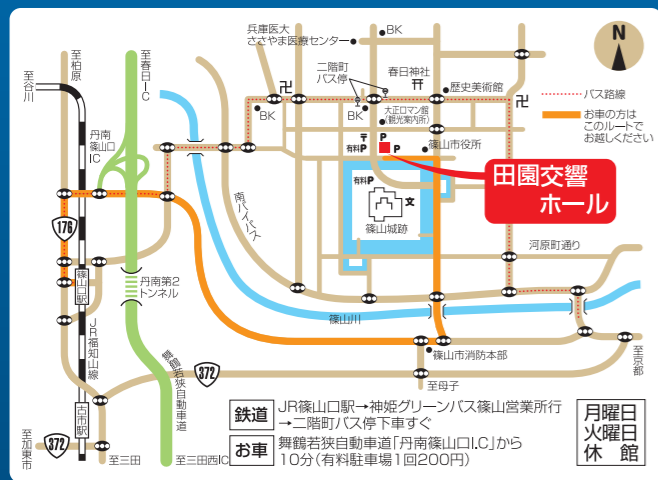 至柏原
至谷川
至春日IC
兵庫医大
ささやま医療センター
BK
N
二階町
バス停
春日神社
歴史美術館
卍
卍
バス路線
お車の方は
このルートで
お越しください
丹南
篠山口
IC
BK
BK
大正ロマン館
(観光案内所)
〒
P
有料P
P
篠山市役所
田園交響
ホール
有料P
文
篠山城跡
南バイパス
176
篠山口駅
丹南第2
トンネル
河原町通り
JR福知山線
篠山川
舞鶴若狭自動車道
372
篠山市消防本部
至京都
至母子
古市駅
372
至加東市
至三田
至三田西IC
鉄道
JR篠山口駅→神姫グリーンバス篠山営業所行
→二階町バス停下車すぐ
お車
舞鶴若狭自動車道「丹南篠山口I.C」から
10分(有料駐車場1回200円)
月曜日
火曜日
休館